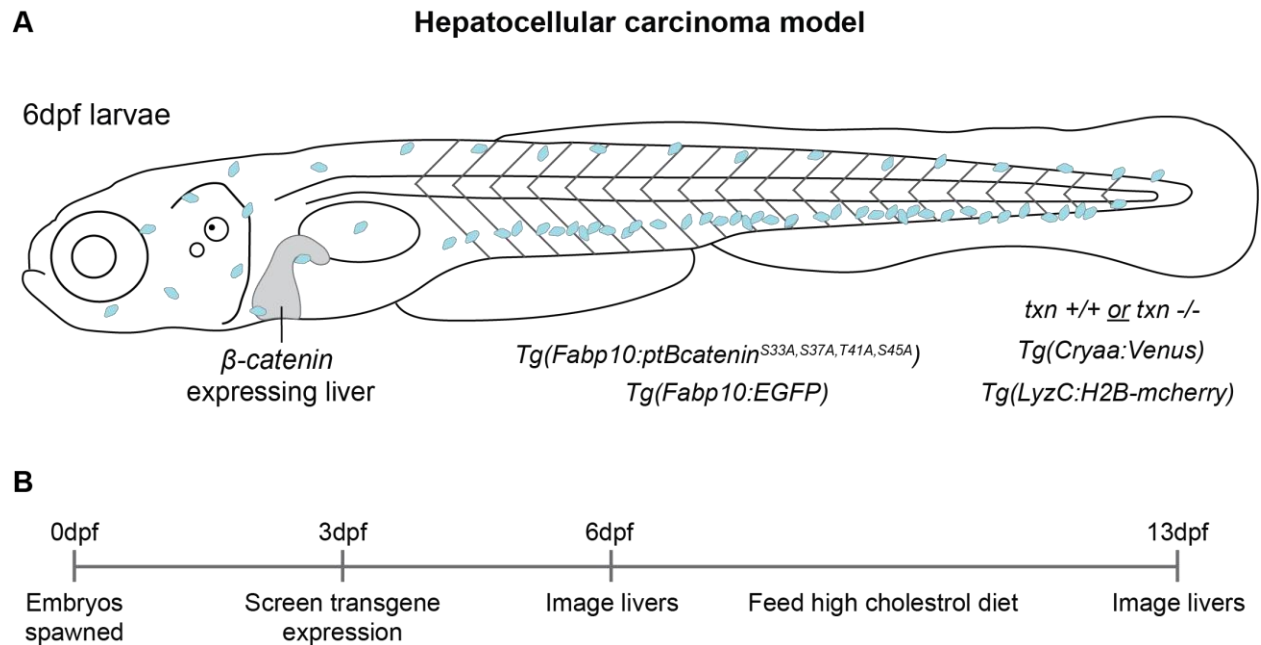 A
Hepatocellular carcinoma model
6dpf larvae
β-catenin
expressing liver
Tg(Fabp10:ptBcatenin^S33A,S37A,T41A,S45A)
Tg(Fabp10:EGFP)
txn +/+ or txn -/-
Tg(Cryaa:Venus)
Tg(LyzC:H2B-mcherry)
B
0dpf
3dpf
6dpf
13dpf
Embryos
spawned
Screen transgene
expression
Image livers
Feed high cholestrol diet
Image livers